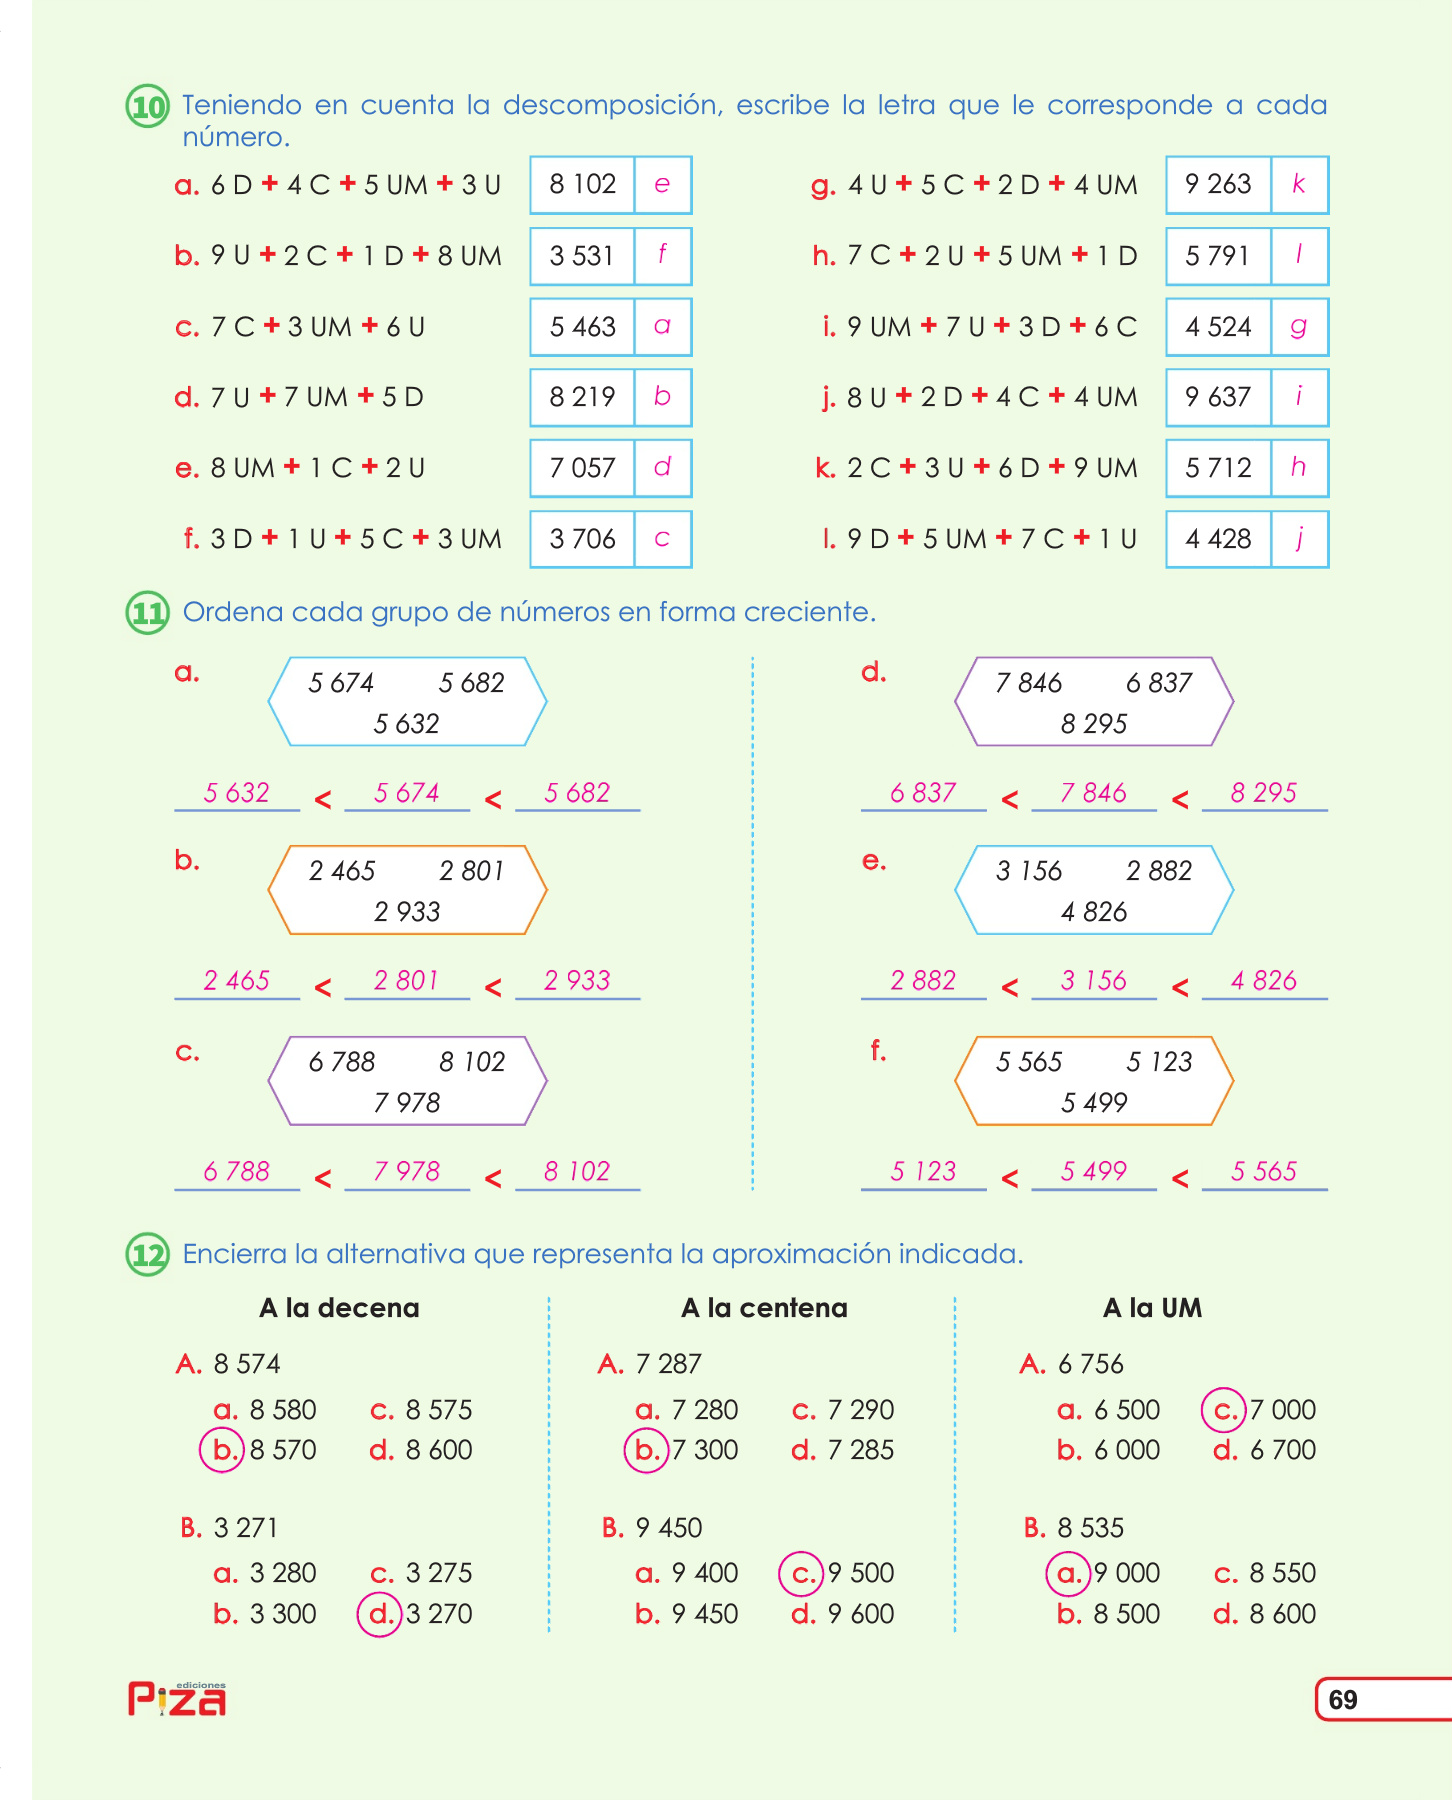 10 Teniendo en cuenta la descomposición, escribe la letra que le corresponde a cada
número.
a. 6 D + 4 C + 5 UM + 3 U 8 102 e
b. 9 U + 2 C + 1 D + 8 UM 3 531 f
c. 7 C + 3 UM + 6 U 5 463 a
d. 7 U + 7 UM + 5 D 8 219 b
e. 8 UM + 1 C + 2 U 7 057 d
f. 3 D + 1 U + 5 C + 3 UM 3 706 c
g. 4 U + 5 C + 2 D + 4 UM 9 263 k
h. 7 C + 2 U + 5 UM + 1 D 5 791 l
i. 9 UM + 7 U + 3 D + 6 C 4 524 g
j. 8 U + 2 D + 4 C + 4 UM 9 637 i
k. 2 C + 3 U + 6 D + 9 UM 5 712 h
l. 9 D + 5 UM + 7 C + 1 U 4 428 j
11 Ordena cada grupo de números en forma creciente.
a. 5 674 5 682
5 632
5 632 < 5 674 < 5 682
b. 2 465 2 801
2 933
2 465 < 2 801 < 2 933
c. 6 788 8 102
7 978
6 788 < 7 978 < 8 102
d. 7 846 6 837
8 295
6 837 < 7 846 < 8 295
e. 3 156 2 882
4 826
2 882 < 3 156 < 4 826
f. 5 565 5 123
5 499
5 123 < 5 499 < 5 565
12 Encierra la alternativa que representa la aproximación indicada.
A la decena
A. 8 574
a. 8 580 c. 8 575
b. 8 570 d. 8 600
B. 3 271
a. 3 280 c. 3 275
b. 3 300 d. 3 270
A la centena
A. 7 287
a. 7 280 c. 7 290
b. 7 300 d. 7 285
B. 9 450
a. 9 400 c. 9 500
b. 9 450 d. 9 600
A la UM
A. 6 756
a. 6 500 c. 7 000
b. 6 000 d. 6 700
B. 8 535
a. 9 000 c. 8 550
b. 8 500 d. 8 600
ediciones
Piza
69